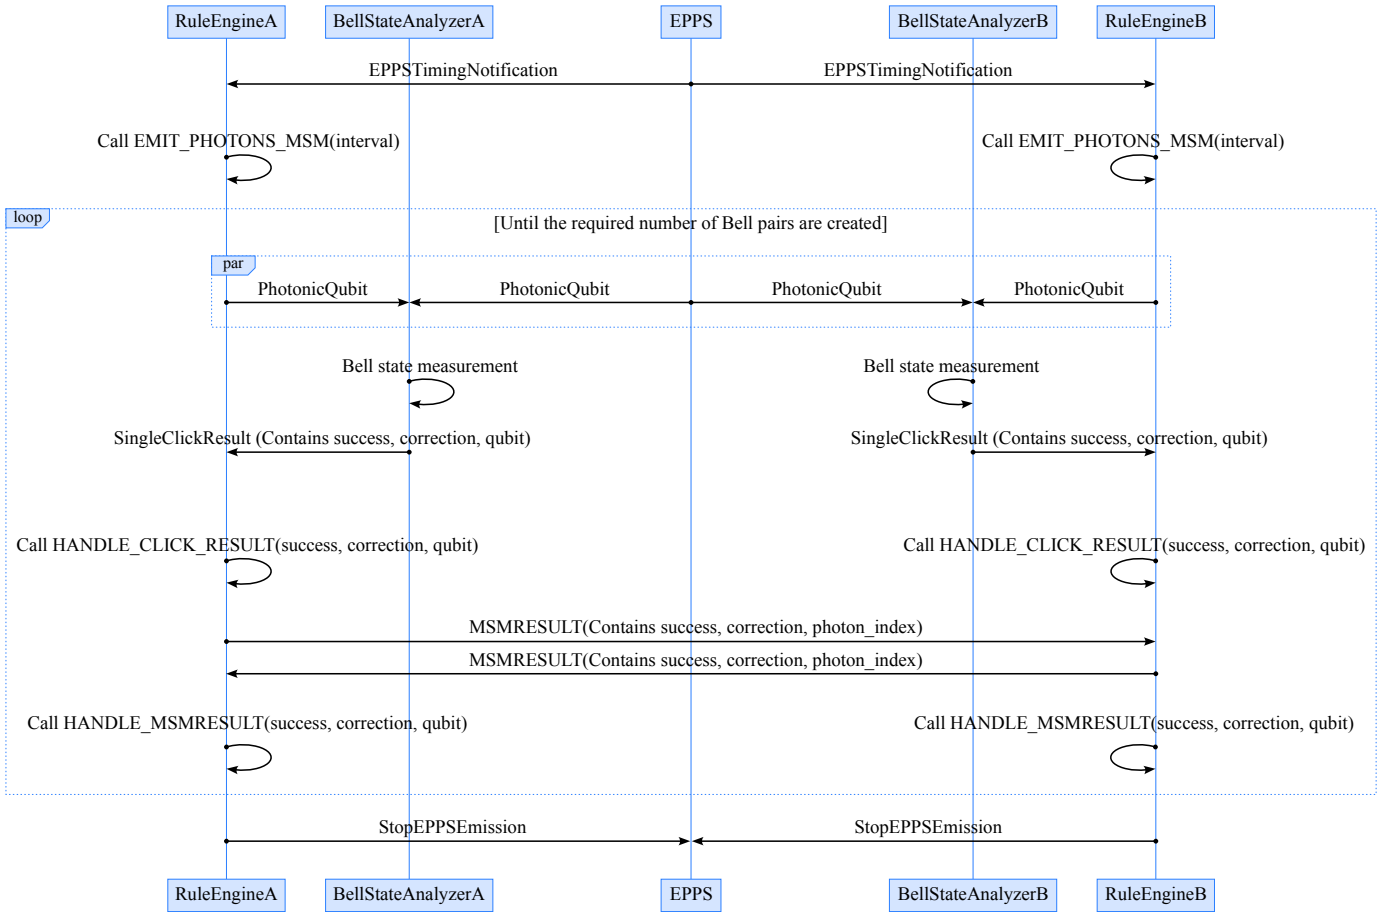 RuleEngineA
BellStateAnalyzerA
EPPS
BellStateAnalyzerB
RuleEngineB
EPPSTimingNotification
EPPSTimingNotification
Call EMIT_PHOTONS_MSM(interval)
Call EMIT_PHOTONS_MSM(interval)
loop
[Until the required number of Bell pairs are created]
par
PhotonicQubit
PhotonicQubit
PhotonicQubit
PhotonicQubit
Bell state measurement
Bell state measurement
SingleClickResult (Contains success, correction, qubit)
SingleClickResult (Contains success, correction, qubit)
Call HANDLE_CLICK_RESULT(success, correction, qubit)
Call HANDLE_CLICK_RESULT(success, correction, qubit)
MSMRESULT(Contains success, correction, photon_index)
MSMRESULT(Contains success, correction, photon_index)
Call HANDLE_MSMRESULT(success, correction, qubit)
Call HANDLE_MSMRESULT(success, correction, qubit)
StopEPPSEmission
StopEPPSEmission
RuleEngineA
BellStateAnalyzerA
EPPS
BellStateAnalyzerB
RuleEngineB